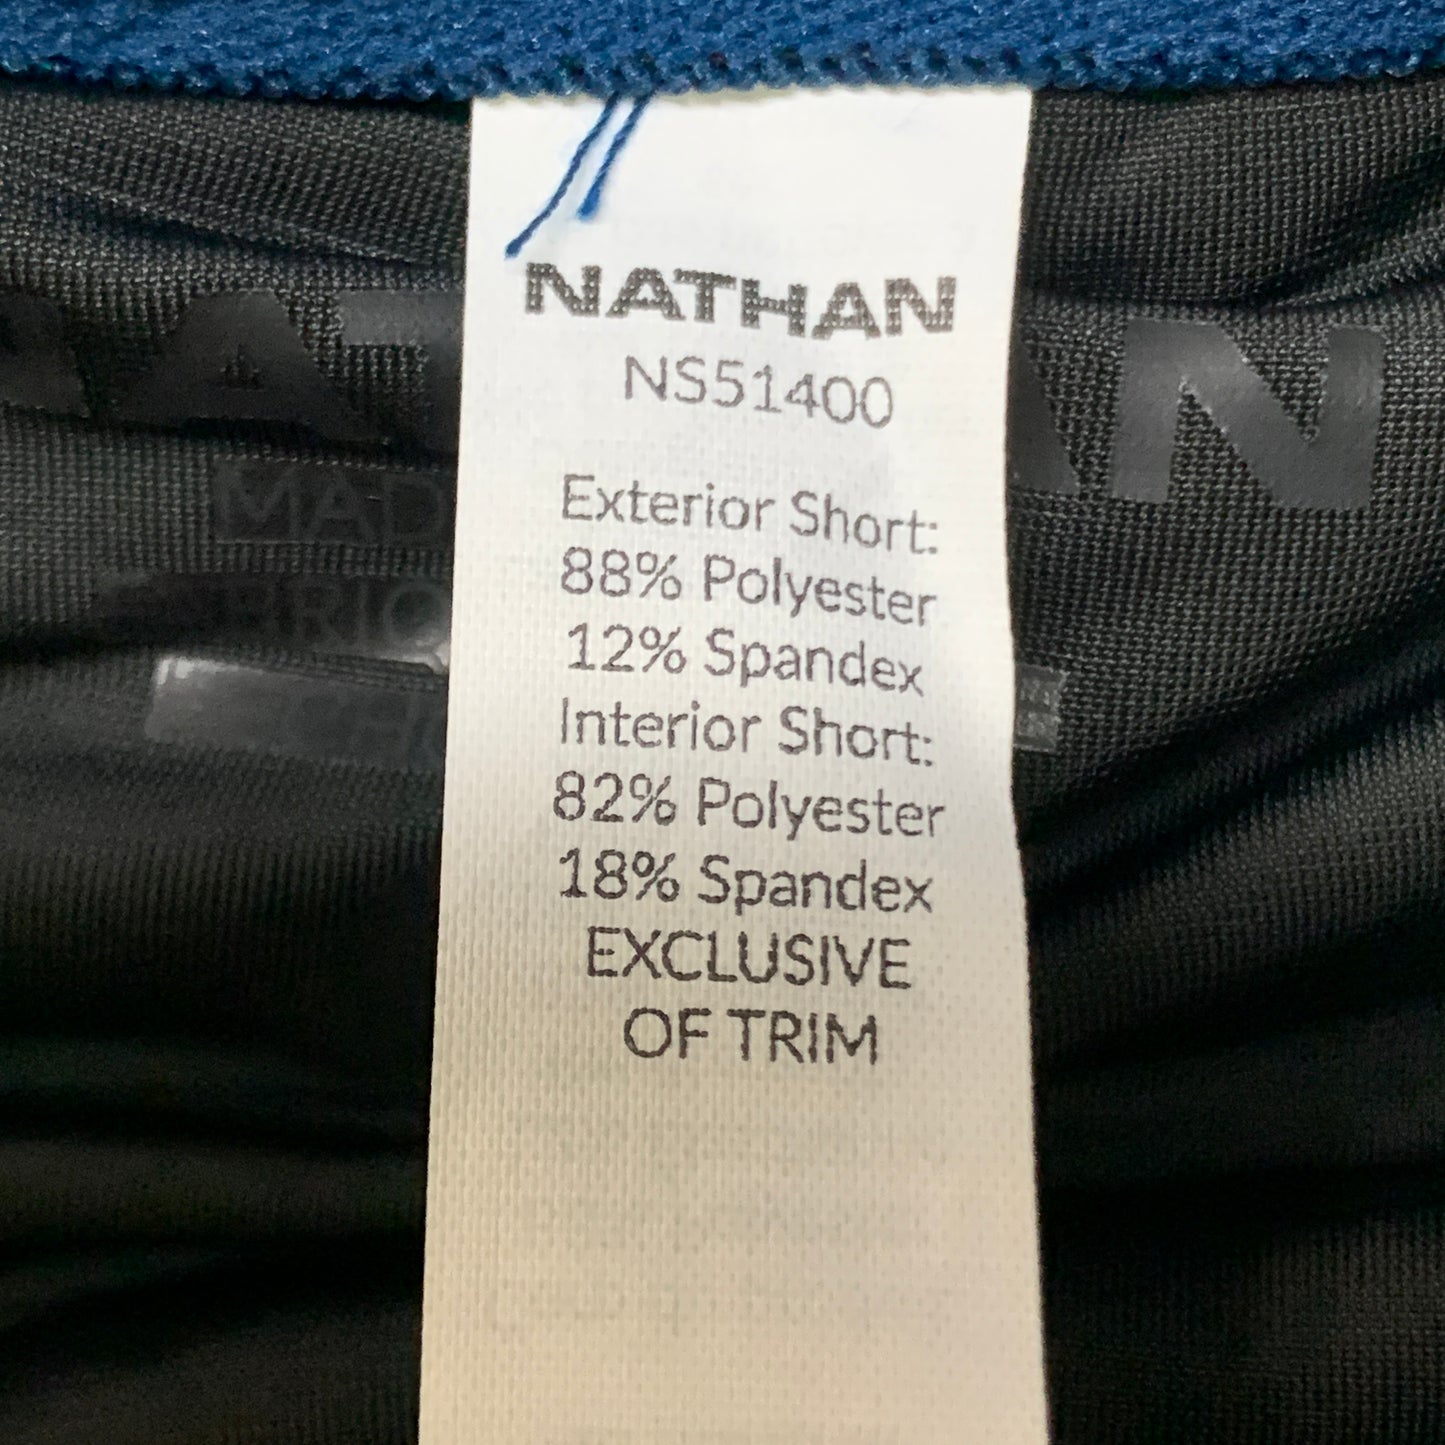 NATHAN
NS51400
Exterior Short:
88% Polyester
12% Spandex
Interior Short:
82% Polyester
18% Spandex
EXCLUSIVE
OF TRIM